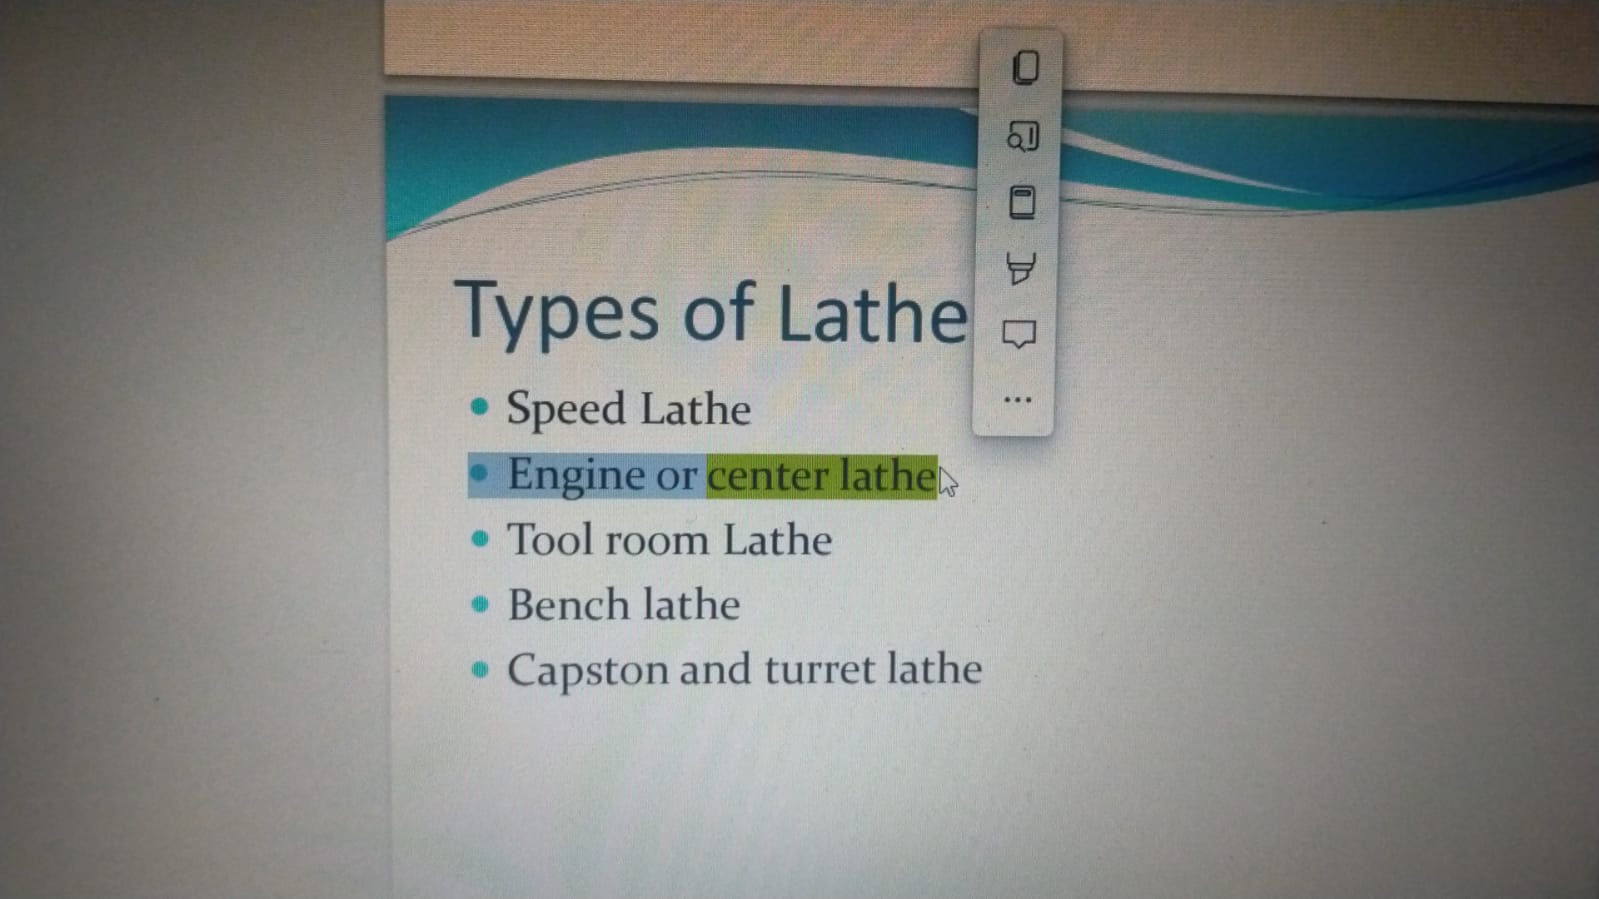 Types of Lathe
Speed Lathe
Engine or center lathe
Tool room Lathe
Bench lathe
Capston and turret lathe